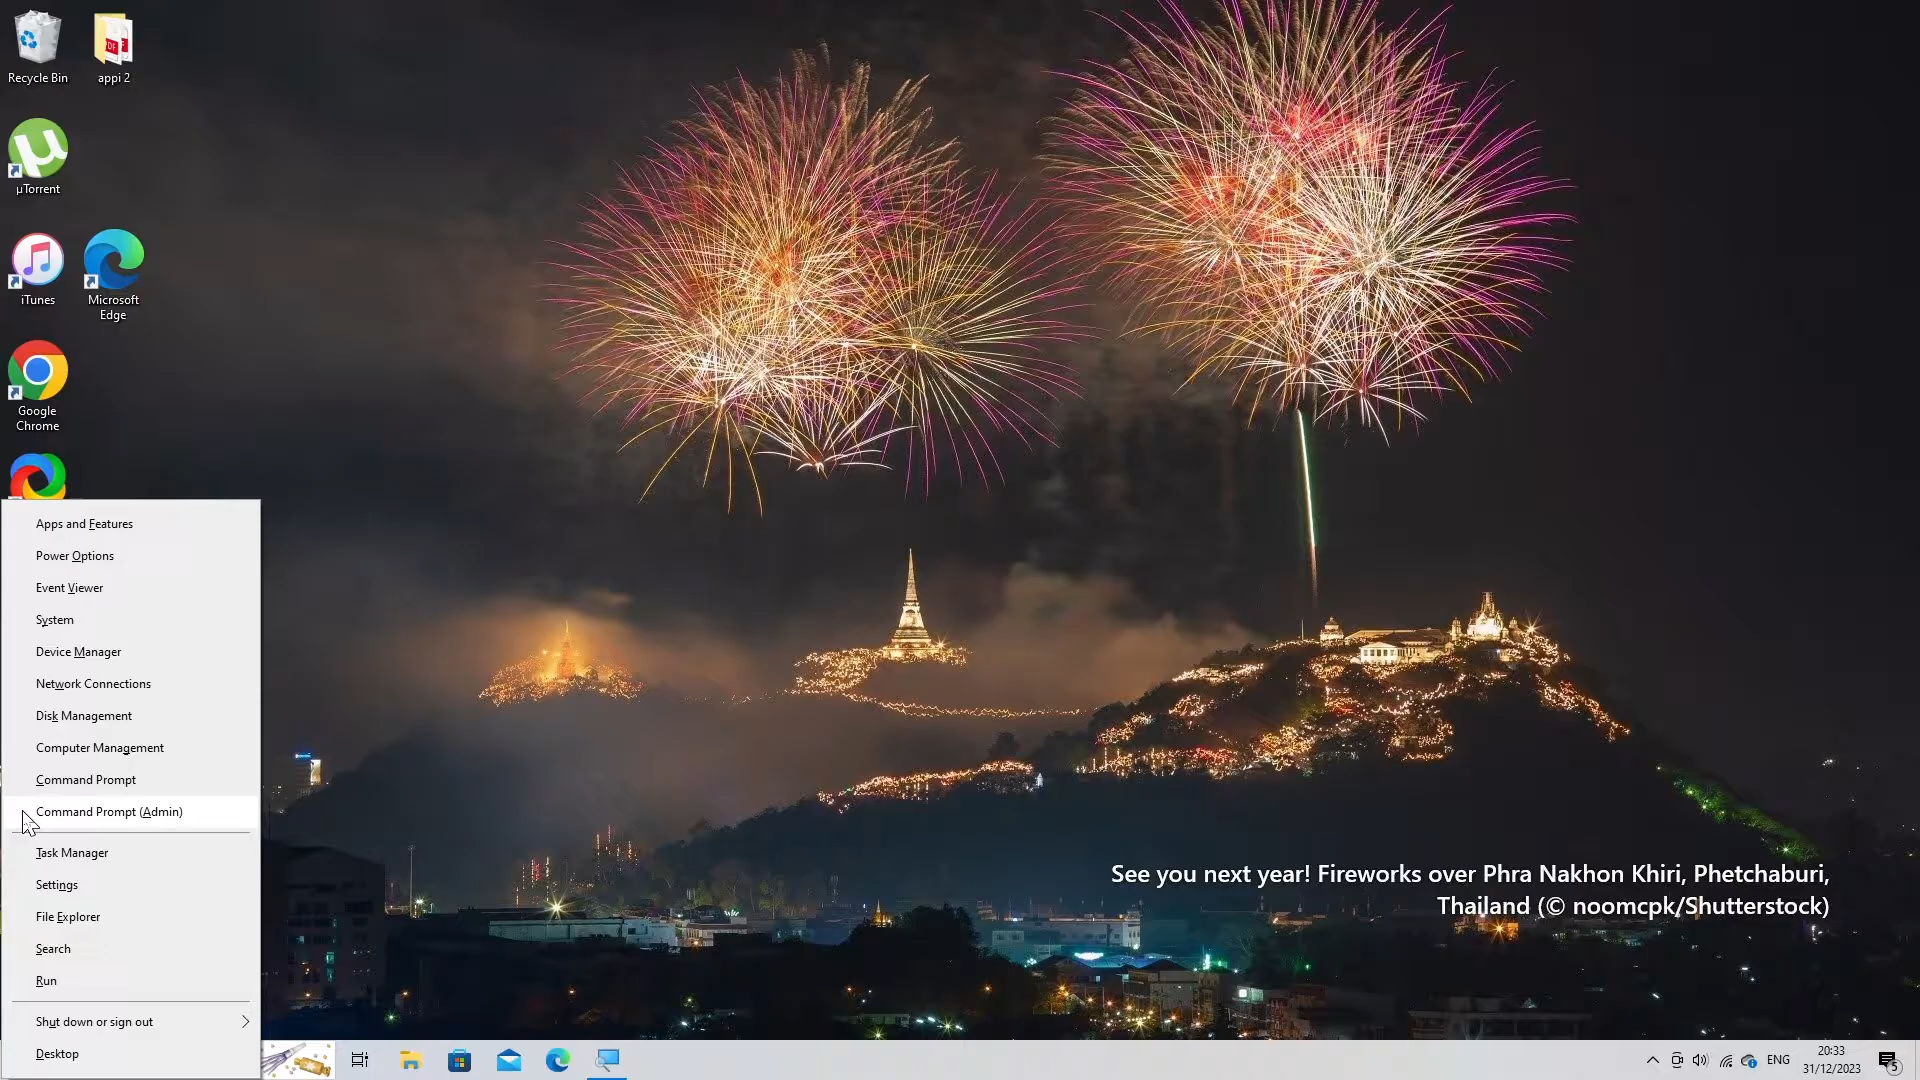 Recycle Bin
appi 2
µTorrent
iTunes
Microsoft
Edge
Google
Chrome
Apps and Features
Power Options
Event Viewer
System
Device Manager
Network Connections
Disk Management
Computer Management
Command Prompt
Command Prompt (Admin)
Task Manager
Settings
File Explorer
Search
Run
Shut down or sign out
Desktop
See you next year! Fireworks over Phra Nakhon Khiri, Phetchaburi,
Thailand (© noomcpk/Shutterstock)
ENG
20:33
31/12/2023
5